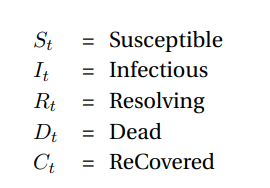 S_t = Susceptible
I_t = Infectious
R_t = Resolving
D_t = Dead
C_t = ReCovered